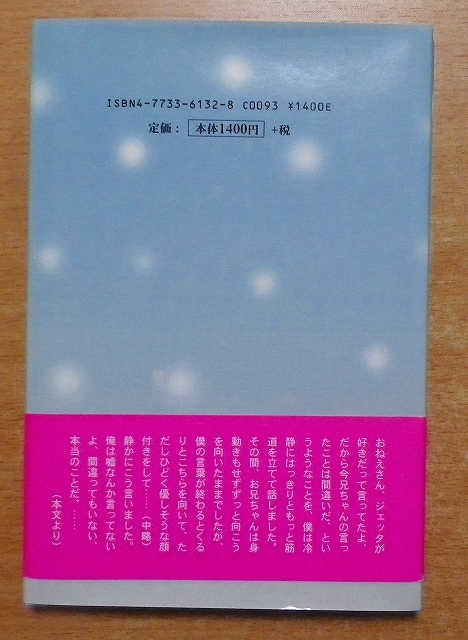 ISBN4-7733-6132-8 C0093 ¥1400E
定価： 本体1400円 +税
おねえさん、ジェッタが
好きだって言ってたよ、
だから今兄ちゃんの言っ
たことは間違いだ、とい
うようなことを、僕は冷
静にはっきりともっと筋
道を立てて話しました。
その間、お兄ちゃんは身
動きもせずずっと向こう
を向いたままでしたが、
僕の言葉が終わるとくる
りとこちらを向いて、た
だしひどく優しそうな顔
付きをして……（中略）
静かにこう言いました。
俺は嘘なんか言ってない
よ、間違ってもいない、
本当のことだ、……
（本文より）